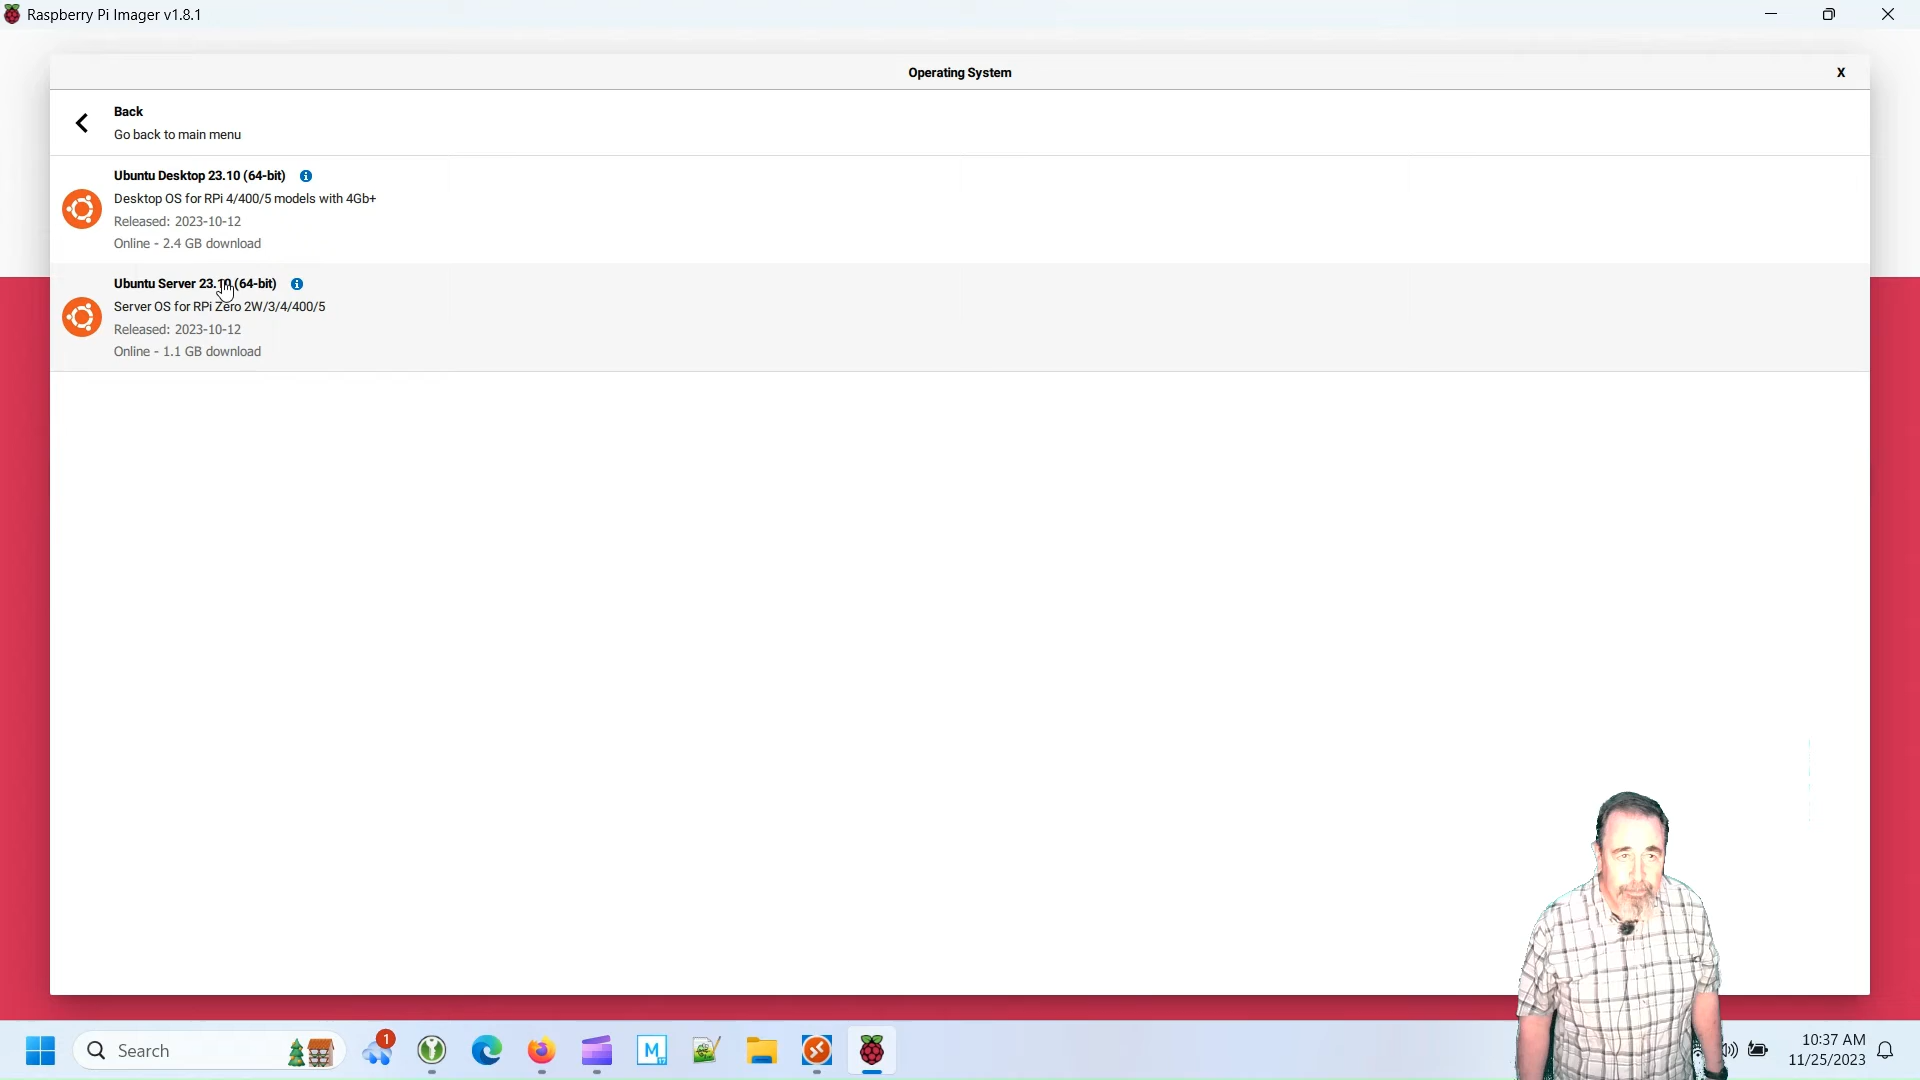 Raspberry Pi Imager v1.8.1
Operating System
X
Back
Go back to main menu
Ubuntu Desktop 23.10 (64-bit)
Desktop OS for RPi 4/400/5 models with 4Gb+
Released: 2023-10-12
Online - 2.4 GB download
Ubuntu Server 23.10 (64-bit)
Server OS for RPi Zero 2W/3/4/400/5
Released: 2023-10-12
Online - 1.1 GB download
Search
1
M
10:37 AM
11/25/2023